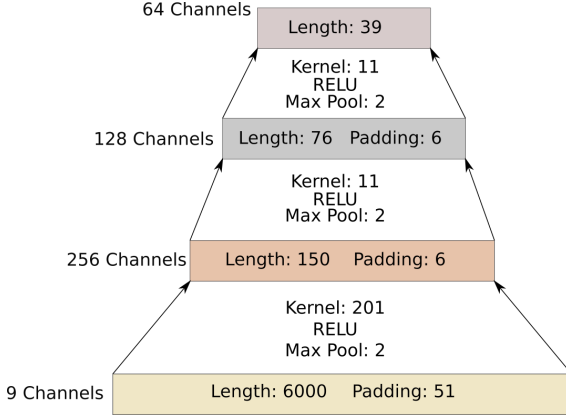 64 Channels
Length: 39
Kernel: 11
RELU
Max Pool: 2
128 Channels
Length: 76 Padding: 6
Kernel: 11
RELU
Max Pool: 2
256 Channels
Length: 150 Padding: 6
Kernel: 201
RELU
Max Pool: 2
9 Channels
Length: 6000 Padding: 51